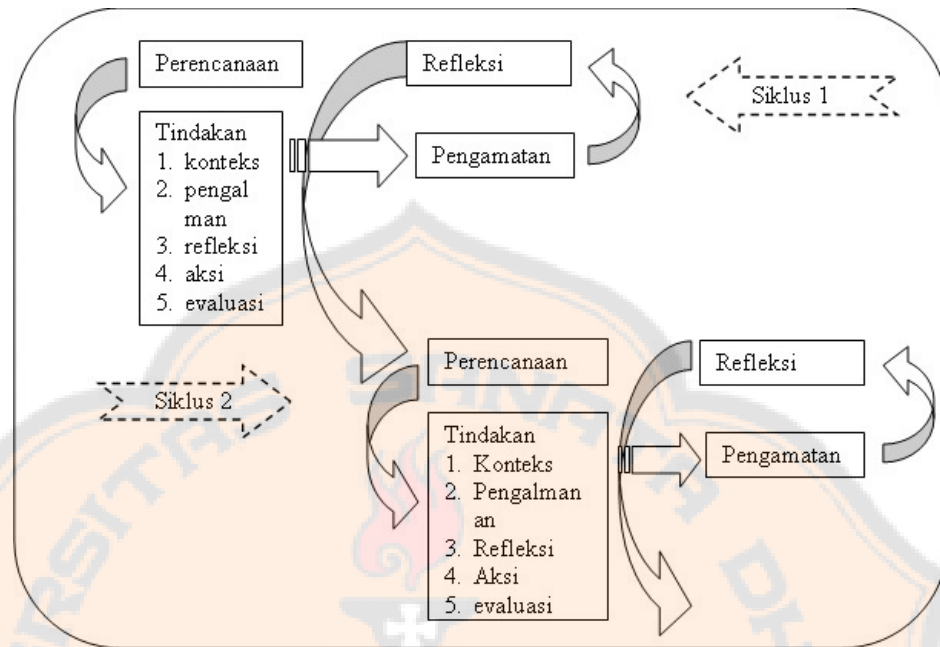 Perencanaan
Refleksi
Siklus 1
Tindakan
1. konteks
2. pengal
man
3. refleksi
4. aksi
5. evaluasi
Pengamatan
Siklus 2
Perencanaan
Refleksi
Tindakan
1. Konteks
2. Pengalman
an
3. Refleksi
4. Aksi
5. evaluasi
Pengamatan
SANATA